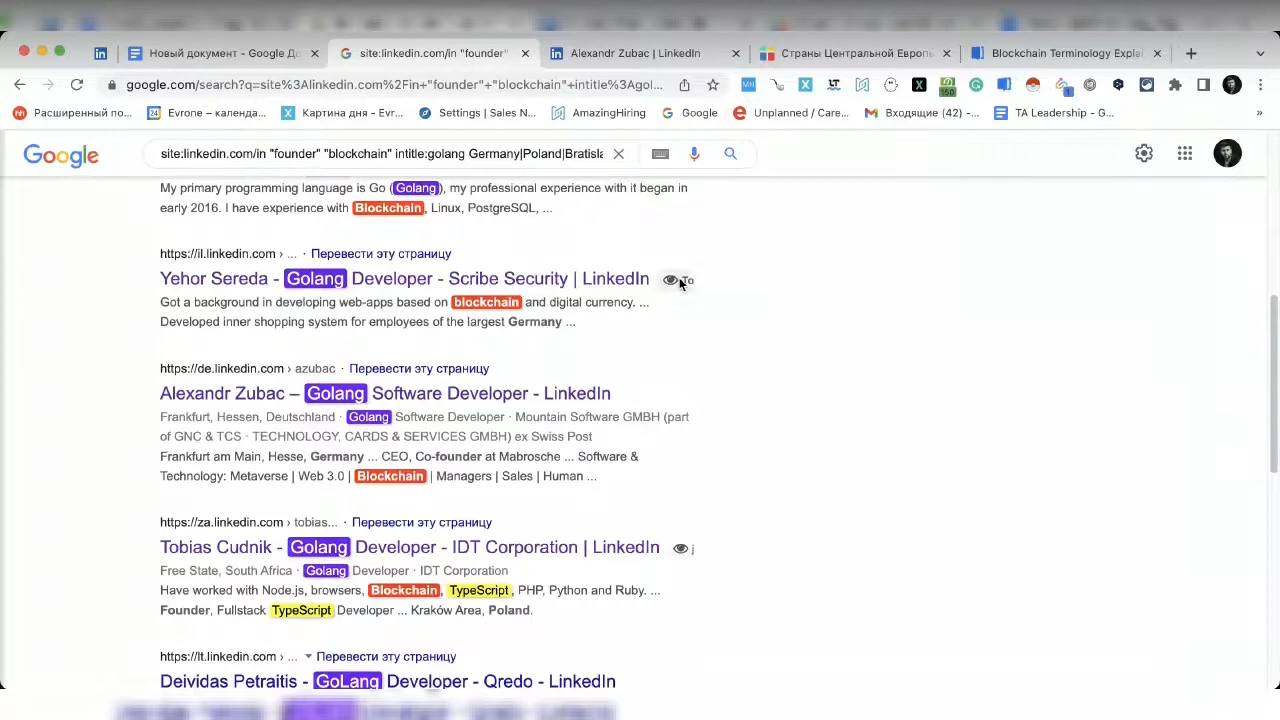 Новый документ - Google До
site:linkedin.com/in "founder"
Alexandr Zubac | LinkedIn
Страны Центральной Европ
Blockchain Terminology Explai
google.com/search?q=site%3Alinkedin.com%2Fin+"founder"+"blockchain"+intitle%3Agol...
150
1
Расширенный по...
Evrone – календа...
Картина дня - Evr...
Settings | Sales N...
AmazingHiring
Google
Unplanned / Care...
Входящие (42) -...
TA Leadership - G...
»
Google
site:linkedin.com/in "founder" "blockchain" intitle:golang Germany|Poland|Bratisla
My primary programming language is Go (Golang), my professional experience with it began in
early 2016. I have experience with Blockchain, Linux, PostgreSQL, ...
https://il.linkedin.com › ... · Перевести эту страницу
Yehor Sereda - Golang Developer - Scribe Security | LinkedIn
Got a background in developing web-apps based on blockchain and digital currency. ...
Developed inner shopping system for employees of the largest Germany ...
https://de.linkedin.com › azubac · Перевести эту страницу
Alexandr Zubac – Golang Software Developer - LinkedIn
Frankfurt, Hessen, Deutschland · Golang Software Developer · Mountain Software GMBH (part
of GNC & TCS · TECHNOLOGY, CARDS & SERVICES GMBH) ex Swiss Post
Frankfurt am Main, Hesse, Germany ... CEO, Co-founder at Mabrosche ... Software &
Technology: Metaverse | Web 3.0 | Blockchain | Managers | Sales | Human ...
https://za.linkedin.com › tobias... · Перевести эту страницу
Tobias Cudnik - Golang Developer - IDT Corporation | LinkedIn
j
Free State, South Africa · Golang Developer · IDT Corporation
Have worked with Node.js, browsers, Blockchain, TypeScript, PHP, Python and Ruby. ...
Founder, Fullstack TypeScript Developer ... Kraków Area, Poland.
https://lt.linkedin.com › ... Перевести эту страницу
Deividas Petraitis - GoLang Developer - Qredo - LinkedIn